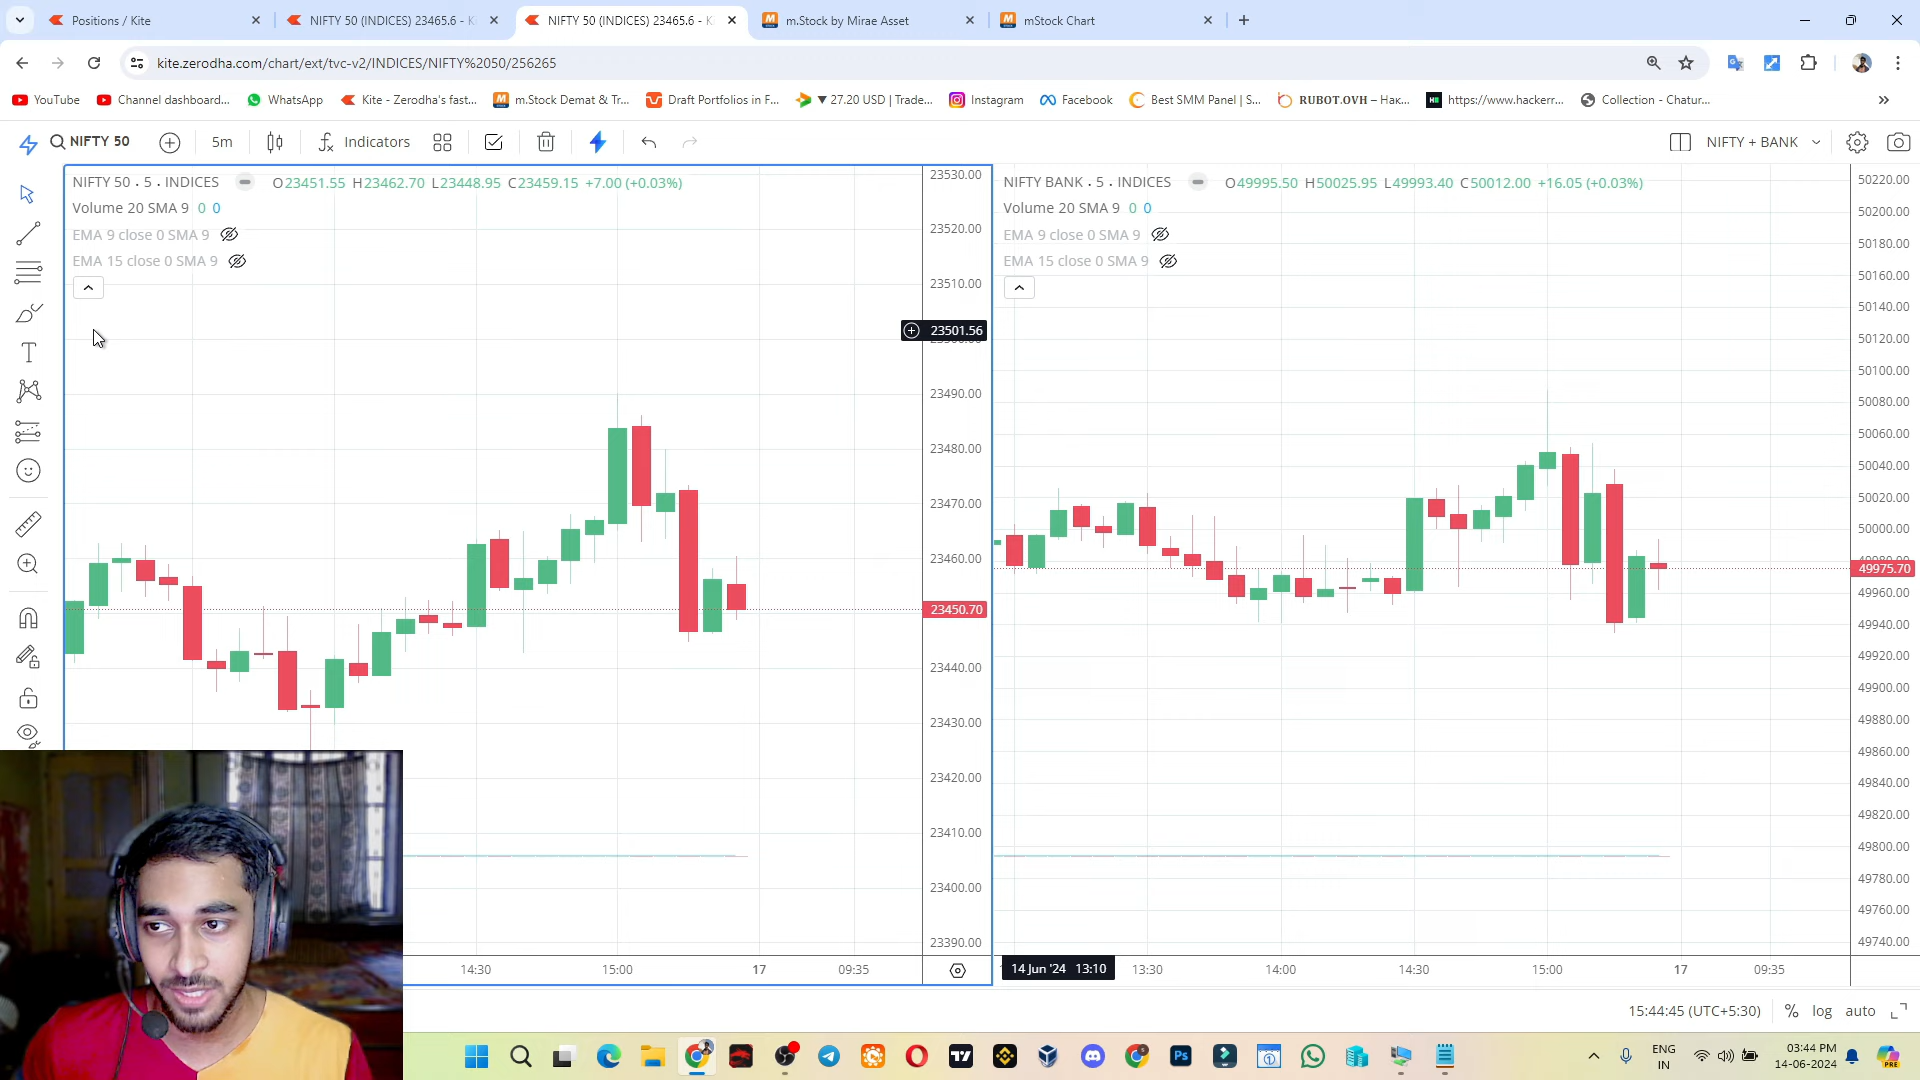 Positions / Kite
NIFTY 50 (INDICES) 23465.6 - K
NIFTY 50 (INDICES) 23465.6 - K
m.Stock by Mirae Asset
mStock Chart
kite.zerodha.com/chart/ext/tvc-v2/INDICES/NIFTY%2050/256265
YouTube
Channel dashboard...
WhatsApp
Kite - Zerodha's fast...
m.Stock Demat & Tr...
Draft Portfolios in F...
▼ 27.20 USD | Trade...
Instagram
Facebook
Best SMM Panel | S...
RUBOT.OVH – Нак...
https://www.hackerr...
Collection - Chatur...
NIFTY 50
5m
Indicators
NIFTY + BANK
NIFTY 50 . 5 . INDICES
O23451.55 H23462.70 L23448.95 C23459.15 +7.00 (+0.03%)
Volume 20 SMA 9 0 0
EMA 9 close 0 SMA 9
EMA 15 close 0 SMA 9
23530.00
23520.00
23510.00
23501.56
23490.00
23480.00
23470.00
23460.00
23450.70
23440.00
23430.00
23420.00
23410.00
23400.00
23390.00
14:30
15:00
17
09:35
NIFTY BANK . 5 . INDICES
O49995.50 H50025.95 L49993.40 C50012.00 +16.05 (+0.03%)
Volume 20 SMA 9 0 0
EMA 9 close 0 SMA 9
EMA 15 close 0 SMA 9
50220.00
50200.00
50180.00
50160.00
50140.00
50120.00
50100.00
50080.00
50060.00
50040.00
50020.00
50000.00
49980.00
49975.70
49960.00
49940.00
49920.00
49900.00
49880.00
49860.00
49840.00
49820.00
49800.00
49780.00
49760.00
49740.00
14 Jun '24 13:10
13:30
14:00
14:30
15:00
17
09:35
15:44:45 (UTC+5:30)
%
log
auto
ENG
IN
03:44 PM
14-06-2024